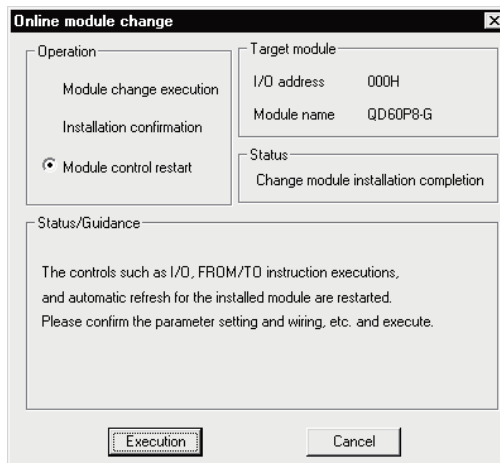 Online module change
Operation
Module change execution
Installation confirmation
Module control restart
Target module
I/O address 000H
Module name QD60P8-G
Status
Change module installation completion
Status/Guidance
The controls such as I/O, FROM/TO instruction executions,
and automatic refresh for the installed module are restarted.
Please confirm the parameter setting and wiring, etc. and execute.
Execution
Cancel